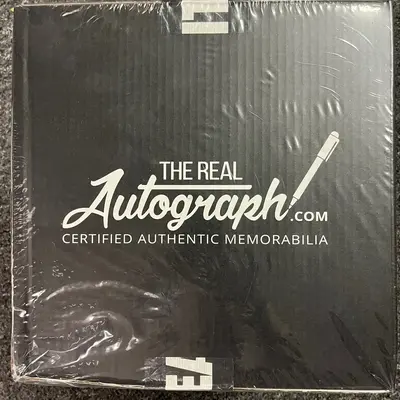 THE REAL
Autograph!.COM
CERTIFIED AUTHENTIC MEMORABILIA